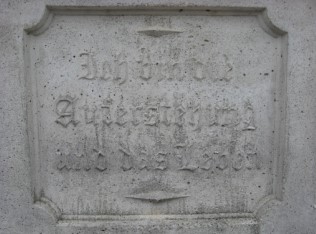 Ich bin die
Auferstehung
und das Leben